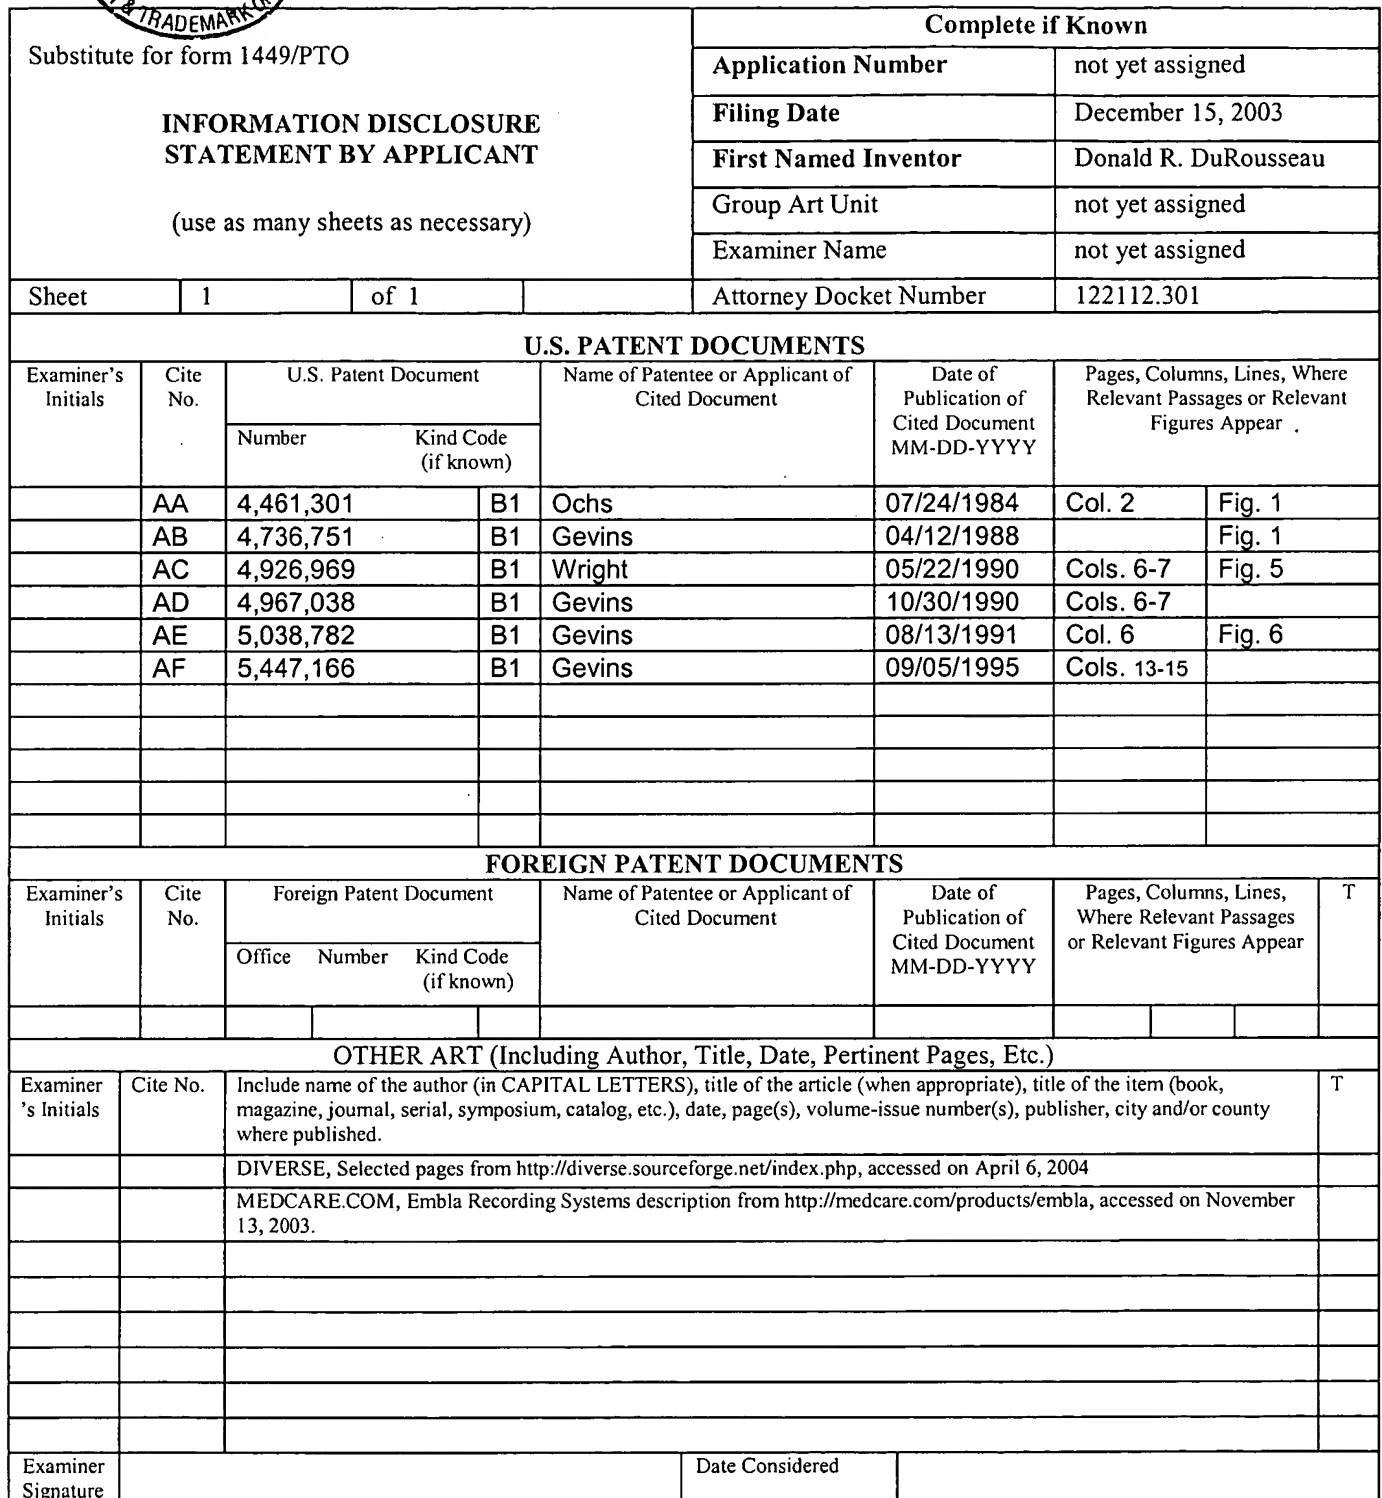 & TRADEMARK
Substitute for form 1449/PTO
INFORMATION DISCLOSURE
STATEMENT BY APPLICANT
(use as many sheets as necessary)
Complete if Known
Application Number not yet assigned
Filing Date December 15, 2003
First Named Inventor Donald R. DuRousseau
Group Art Unit not yet assigned
Examiner Name not yet assigned
Sheet 1 of 1 Attorney Docket Number 122112.301
U.S. PATENT DOCUMENTS
Examiner's Initials Cite No. U.S. Patent Document Name of Patentee or Applicant of Cited Document Date of Publication of Cited Document MM-DD-YYYY Pages, Columns, Lines, Where Relevant Passages or Relevant Figures Appear
Number Kind Code (if known)
AA 4,461,301 B1 Ochs 07/24/1984 Col. 2 Fig. 1
AB 4,736,751 B1 Gevins 04/12/1988 Fig. 1
AC 4,926,969 B1 Wright 05/22/1990 Cols. 6-7 Fig. 5
AD 4,967,038 B1 Gevins 10/30/1990 Cols. 6-7
AE 5,038,782 B1 Gevins 08/13/1991 Col. 6 Fig. 6
AF 5,447,166 B1 Gevins 09/05/1995 Cols. 13-15
FOREIGN PATENT DOCUMENTS
Examiner's Initials Cite No. Foreign Patent Document Name of Patentee or Applicant of Cited Document Date of Publication of Cited Document MM-DD-YYYY Pages, Columns, Lines, Where Relevant Passages or Relevant Figures Appear T
Office Number Kind Code (if known)
OTHER ART (Including Author, Title, Date, Pertinent Pages, Etc.)
Examiner 's Initials Cite No. Include name of the author (in CAPITAL LETTERS), title of the article (when appropriate), title of the item (book, T
magazine, journal, serial, symposium, catalog, etc.), date, page(s), volume-issue number(s), publisher, city and/or county
where published.
DIVERSE, Selected pages from http://diverse.sourceforge.net/index.php, accessed on April 6, 2004
MEDCARE.COM, Embla Recording Systems description from http://medcare.com/products/embla, accessed on November
13, 2003.
Examiner Signature Date Considered